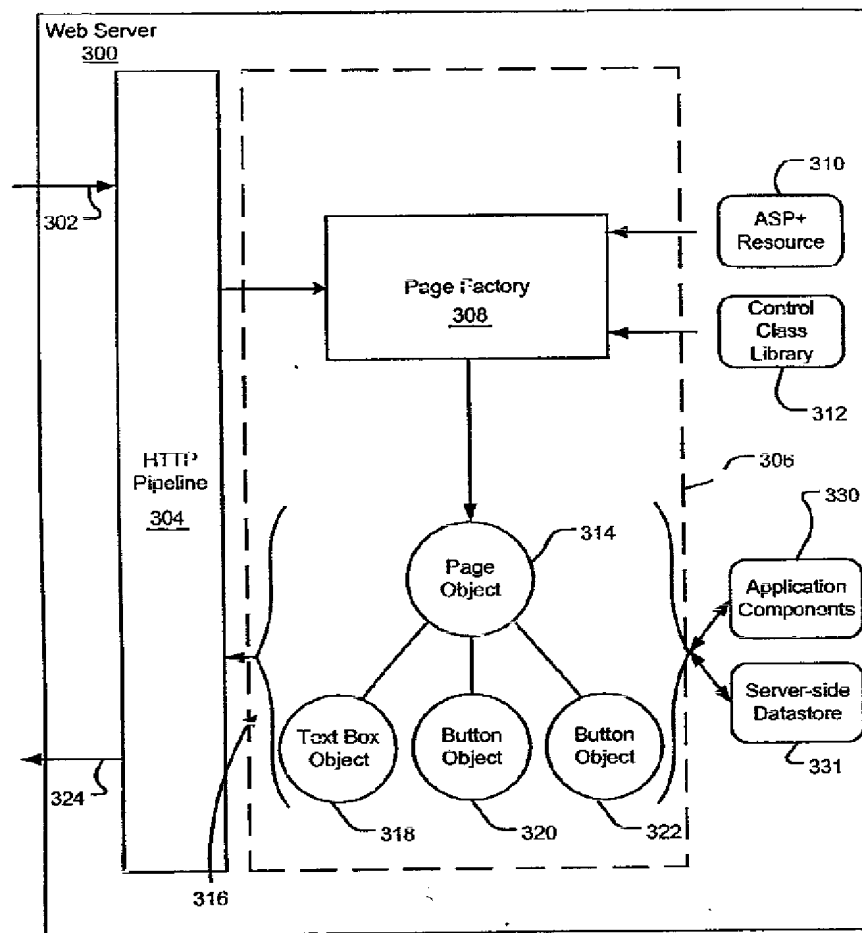 Web Server
300
302
310
ASP+
Resource
Page Factory
308
Control
Class
Library
312
HTTP
Pipeline
304
306
330
314
Page
Object
Application
Components
Text Box
Object
Button
Object
Button
Object
Server-side
Datastore
324
318
320
322
331
316